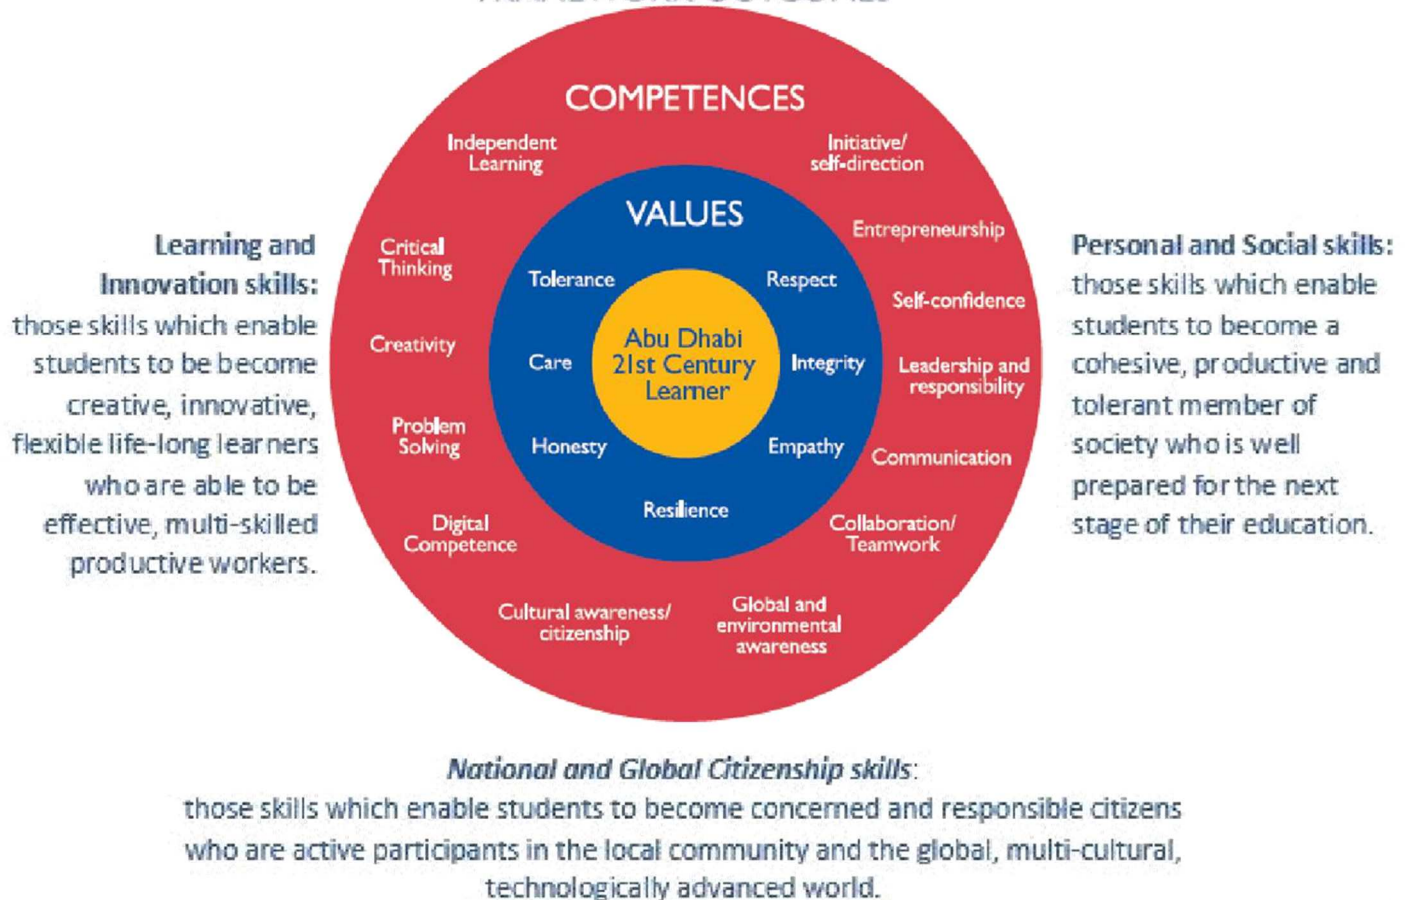 COMPETENCES
Independent
Learning
Initiative/
self-direction
Critical
Thinking
Entrepreneurship
Creativity
Self-confidence
Problem
Solving
Leadership and
responsibility
Digital
Competence
Communication
Collaboration/
Teamwork
Cultural awareness/
citizenship
Global and
environmental
awareness
VALUES
Tolerance
Respect
Care
Integrity
Honesty
Empathy
Resilience
Abu Dhabi
21st Century
Learner
Learning and
Innovation skills:
those skills which enable
students to be become
creative, innovative,
flexible life-long learners
who are able to be
effective, multi-skilled
productive workers.
Personal and Social skills:
those skills which enable
students to become a
cohesive, productive and
tolerant member of
society who is well
prepared for the next
stage of their education.
National and Global Citizenship skills:
those skills which enable students to become concerned and responsible citizens
who are active participants in the local community and the global, multi-cultural,
technologically advanced world.